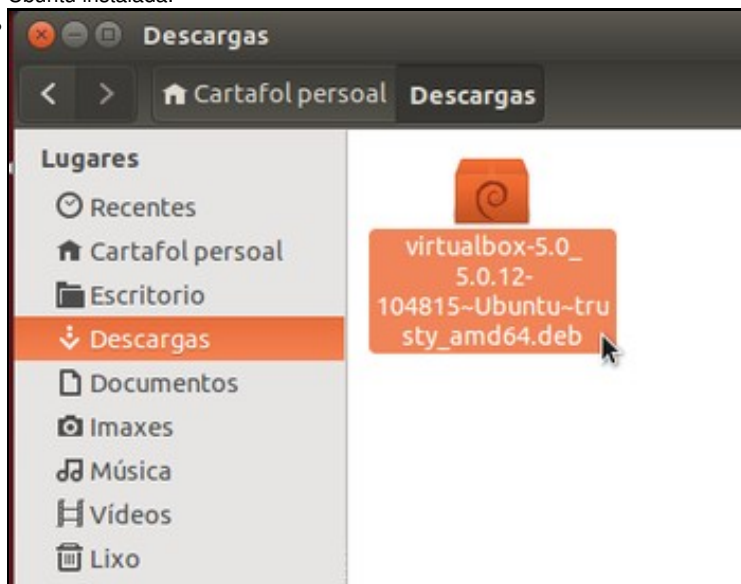 Ubuntu instalada.
Descargas
Cartafol persoal Descargas
Lugares
Recentes
Cartafol persoal
Escritorio
Descargas
Documentos
Imaxes
Música
Vídeos
Lixo
virtualbox-5.0_
5.0.12-
104815~Ubuntu~tru
sty_amd64.deb